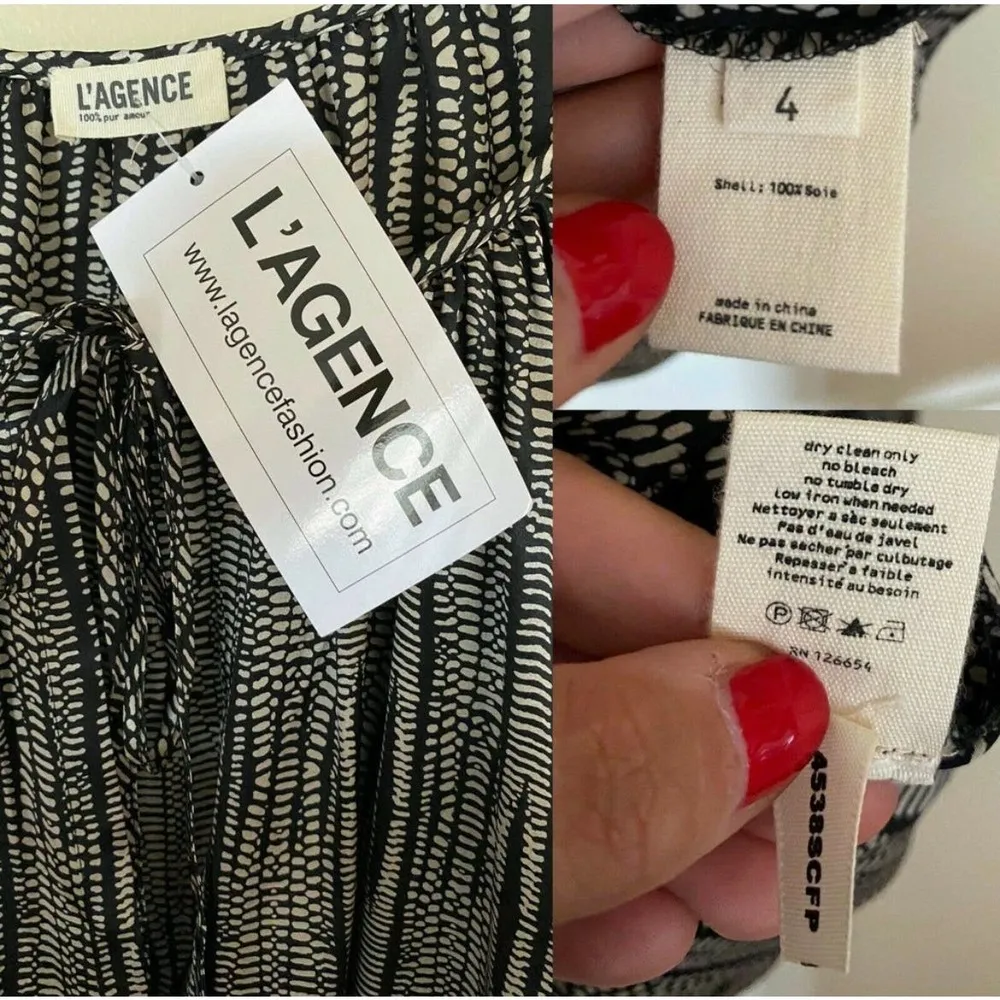 L'AGENCE
100% pur amour
L'AGENCE
www.lagencefashion.com
4
Shell: 100% Soie
made in china
FABRIQUE EN CHINE
dry clean only
no bleach
no tumble dry
low iron when needed
Nettoyer a sac seulement
Pas d'eau de javel
Ne pas sacher par culbutage
Repasser a faible
intensité au besoin
P
RN 126654
4538SCFP